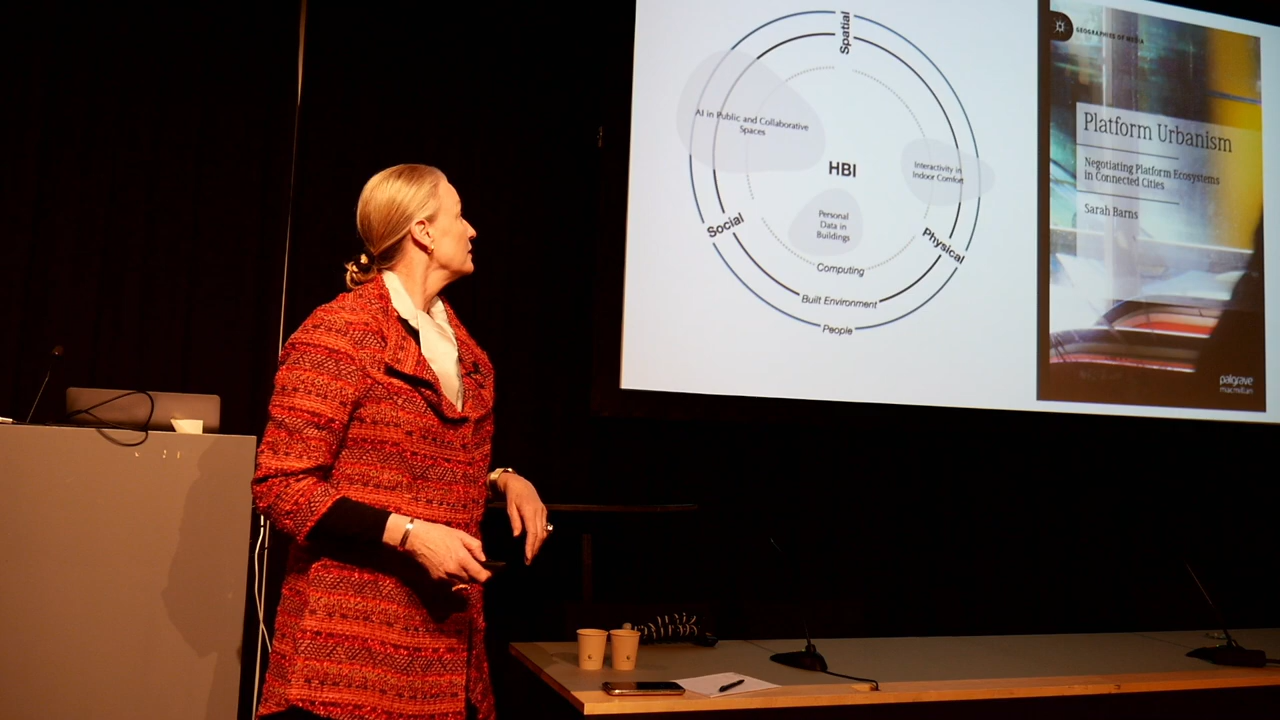 Spatial
AI in Public and Collaborative
Spaces
HBI
Interactivity in
Indoor Comfort
Personal
Data in
Buildings
Social
Physical
Computing
Built Environment
People
GEOGRAPHIES OF MEDIA
Platform Urbanism
Negotiating Platform Ecosystems
in Connected Cities
Sarah Barns
palgrave
macmillan